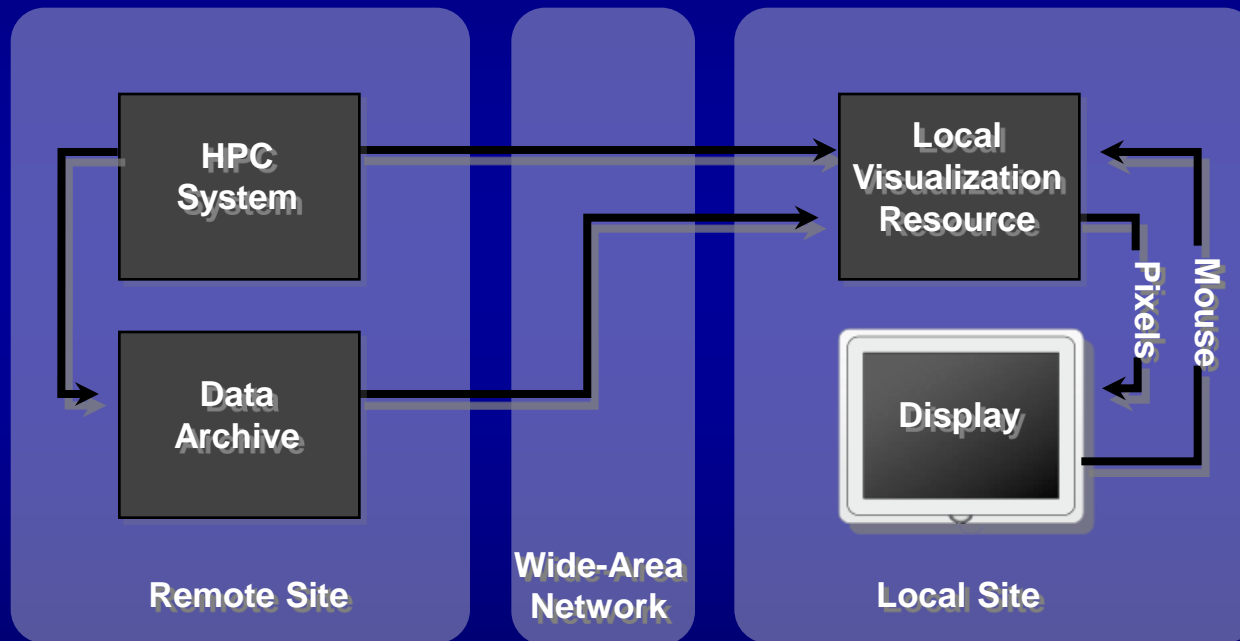 HPC
System
Data
Archive
Remote Site
Wide-Area
Network
Local
Visualization
Resource
Pixels
Mouse
Display
Local Site